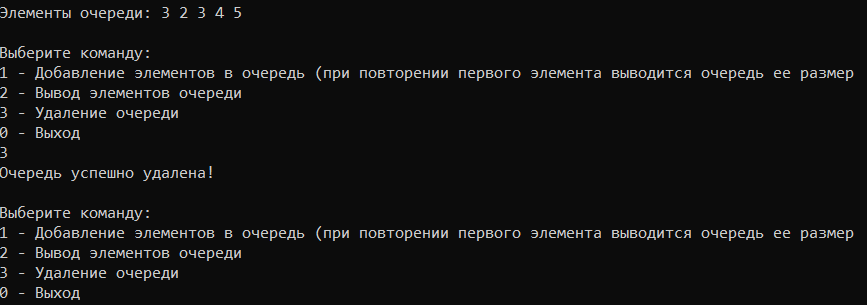 Элементы очереди: 3 2 3 4 5
Выберите команду:
1 - Добавление элементов в очередь (при повторении первого элемента выводится очередь ее размер
2 - Вывод элементов очереди
3 - Удаление очереди
0 - Выход
3
Очередь успешно удалена!
Выберите команду:
1 - Добавление элементов в очередь (при повторении первого элемента выводится очередь ее размер
2 - Вывод элементов очереди
3 - Удаление очереди
0 - Выход